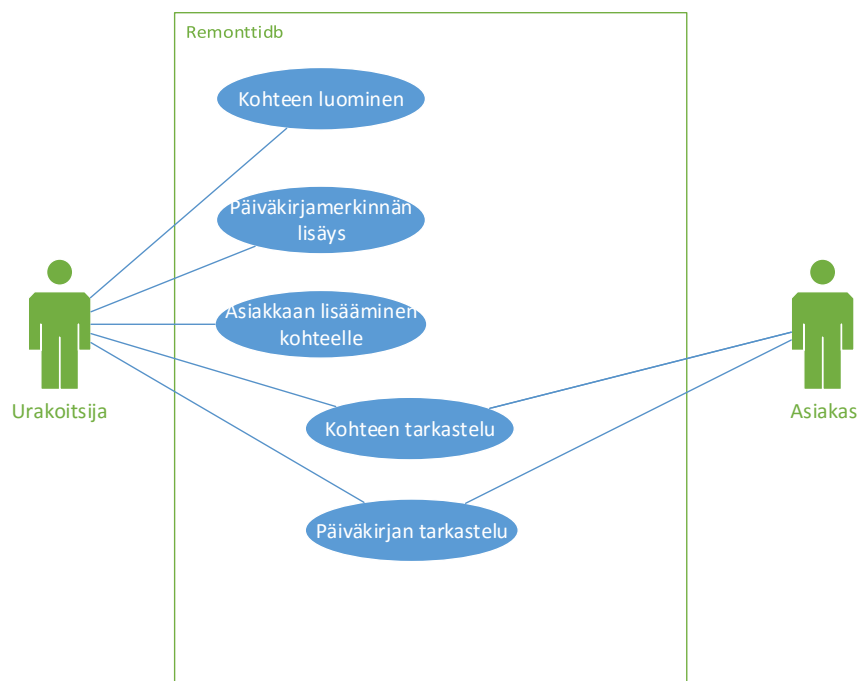 Remonttidb
Kohteen luominen
Päiväkirjamerkinnän
lisäys
Asiakkaan lisääminen
kohteelle
Urakoitsija
Asiakas
Kohteen tarkastelu
Päiväkirjan tarkastelu